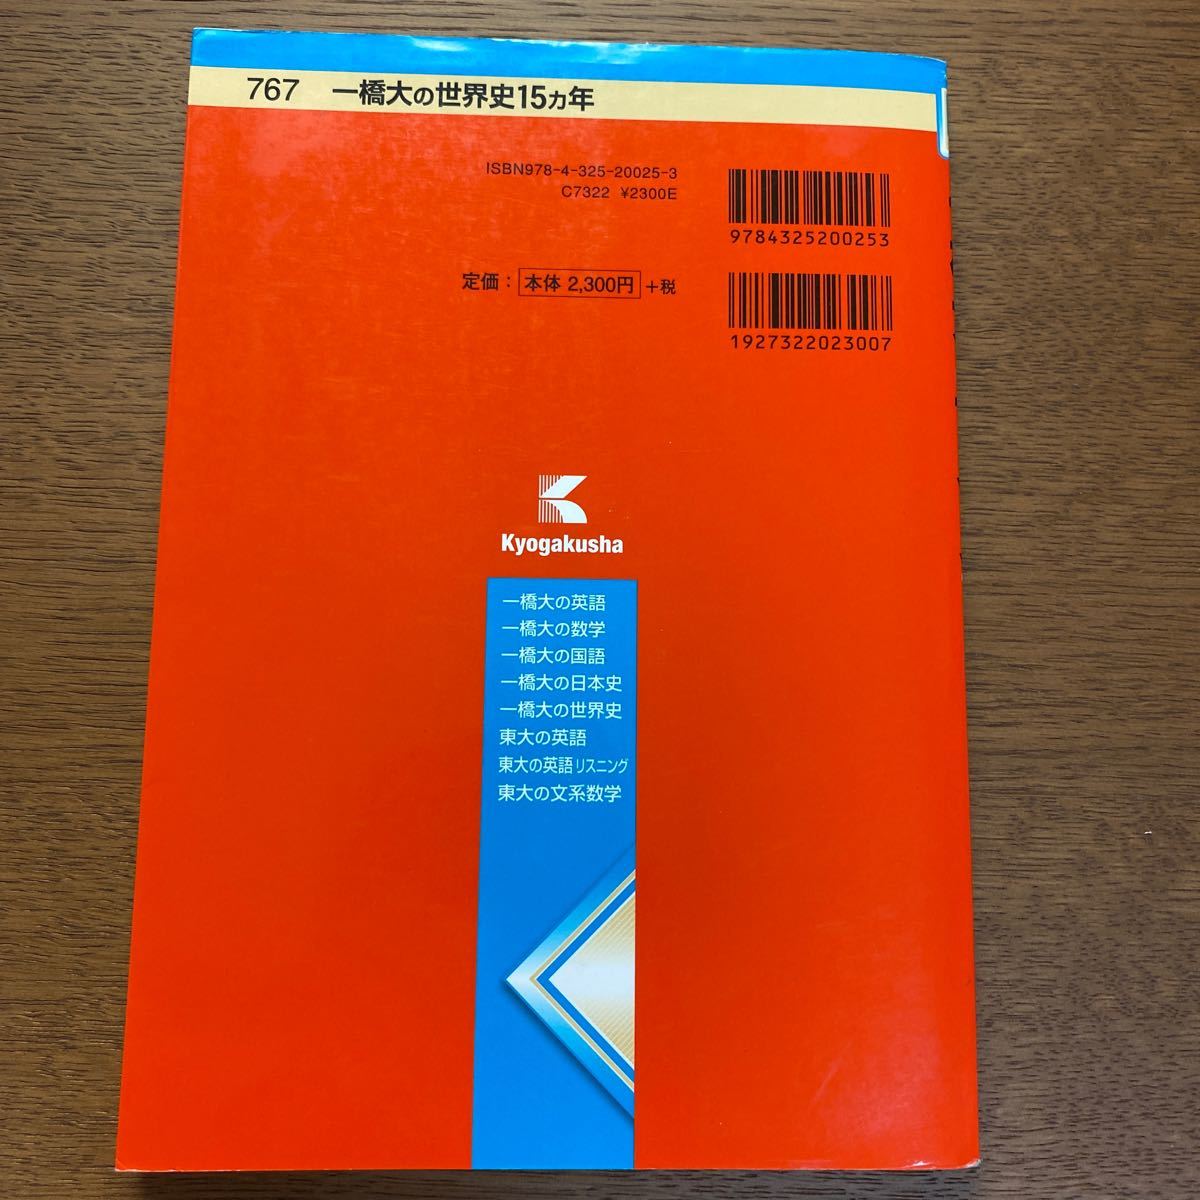 767 一橋大の世界史15カ年
ISBN978-4-325-20025-3
C7322 ¥2300E
9784325200253
定価：本体 2,300円+税
1927322023007
Kyogakusha
一橋大の英語
一橋大の数学
一橋大の国語
一橋大の日本史
一橋大の世界史
東大の英語
東大の英語リスニング
東大の文系数学